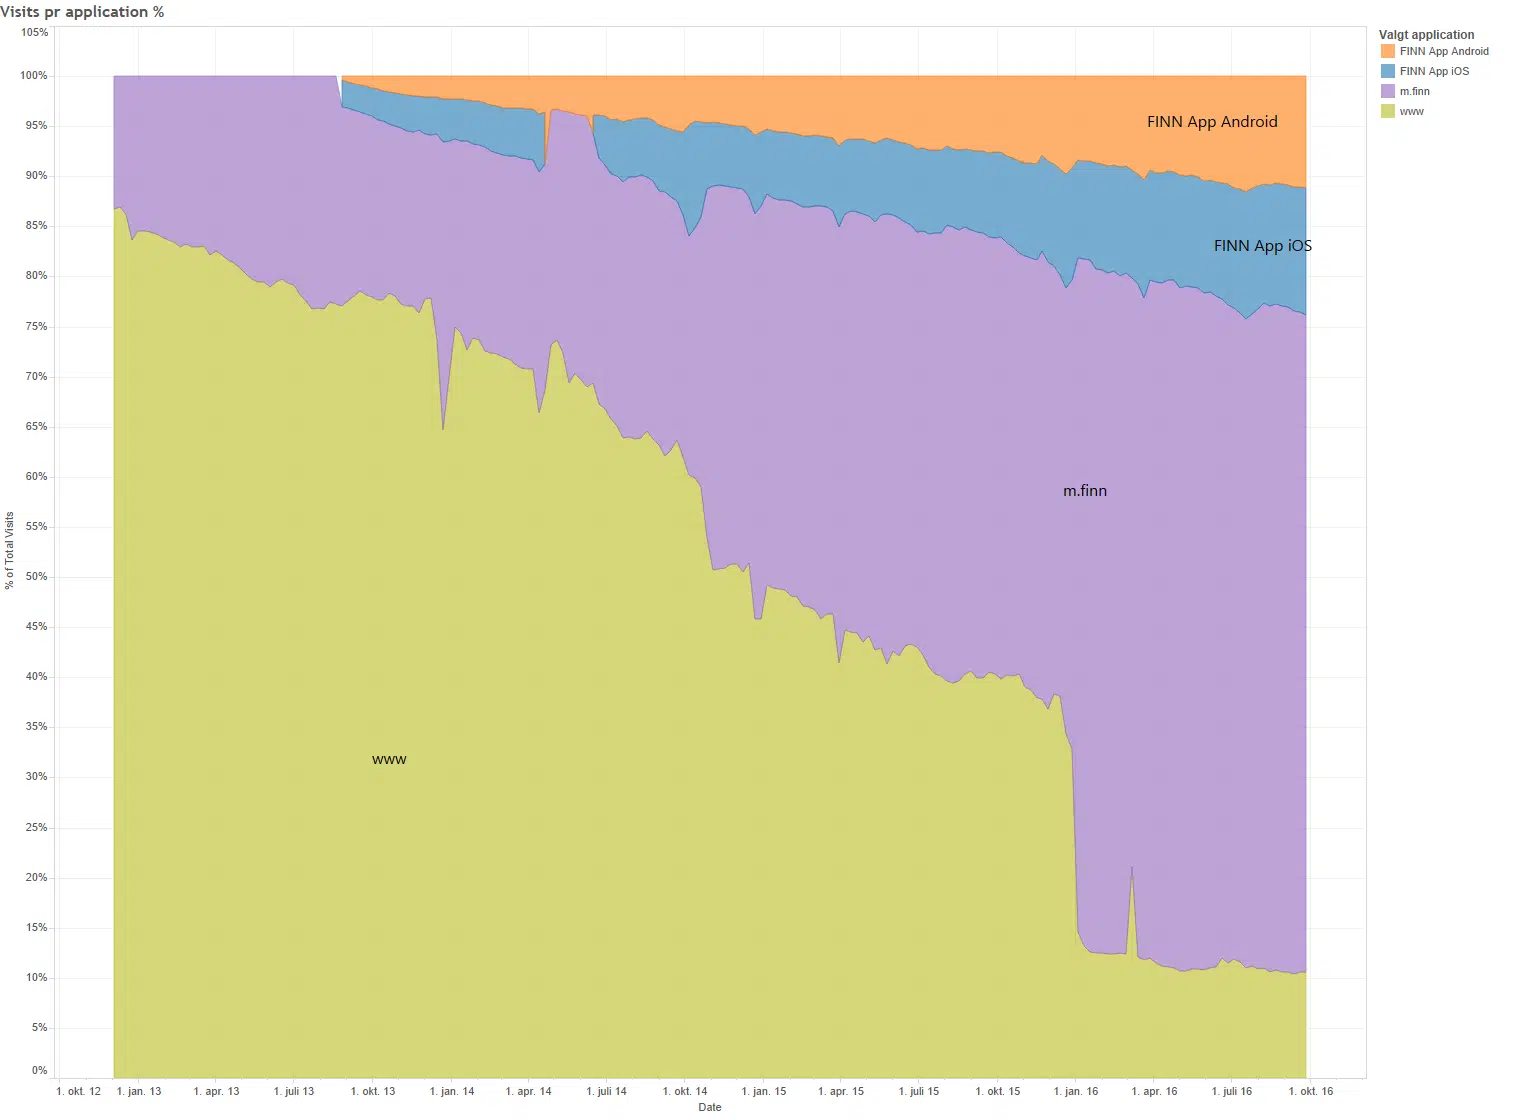 Visits pr application %
105%
100%
95%
90%
85%
80%
75%
70%
65%
60%
55%
50%
45%
40%
35%
30%
25%
20%
15%
10%
5%
0%
% of Total Visits
FINN App Android
FINN App iOS
m.finn
www
1. okt. 12 1. jan. 13 1. apr. 13 1. juli 13 1. okt. 13 1. jan. 14 1. apr. 14 1. juli 14 1. okt. 14 1. jan. 15 1. apr. 15 1. juli 15 1. okt. 15 1. jan. 16 1. apr. 16 1. juli 16 1. okt. 16
Date
Valgt application
FINN App Android
FINN App iOS
m.finn
www